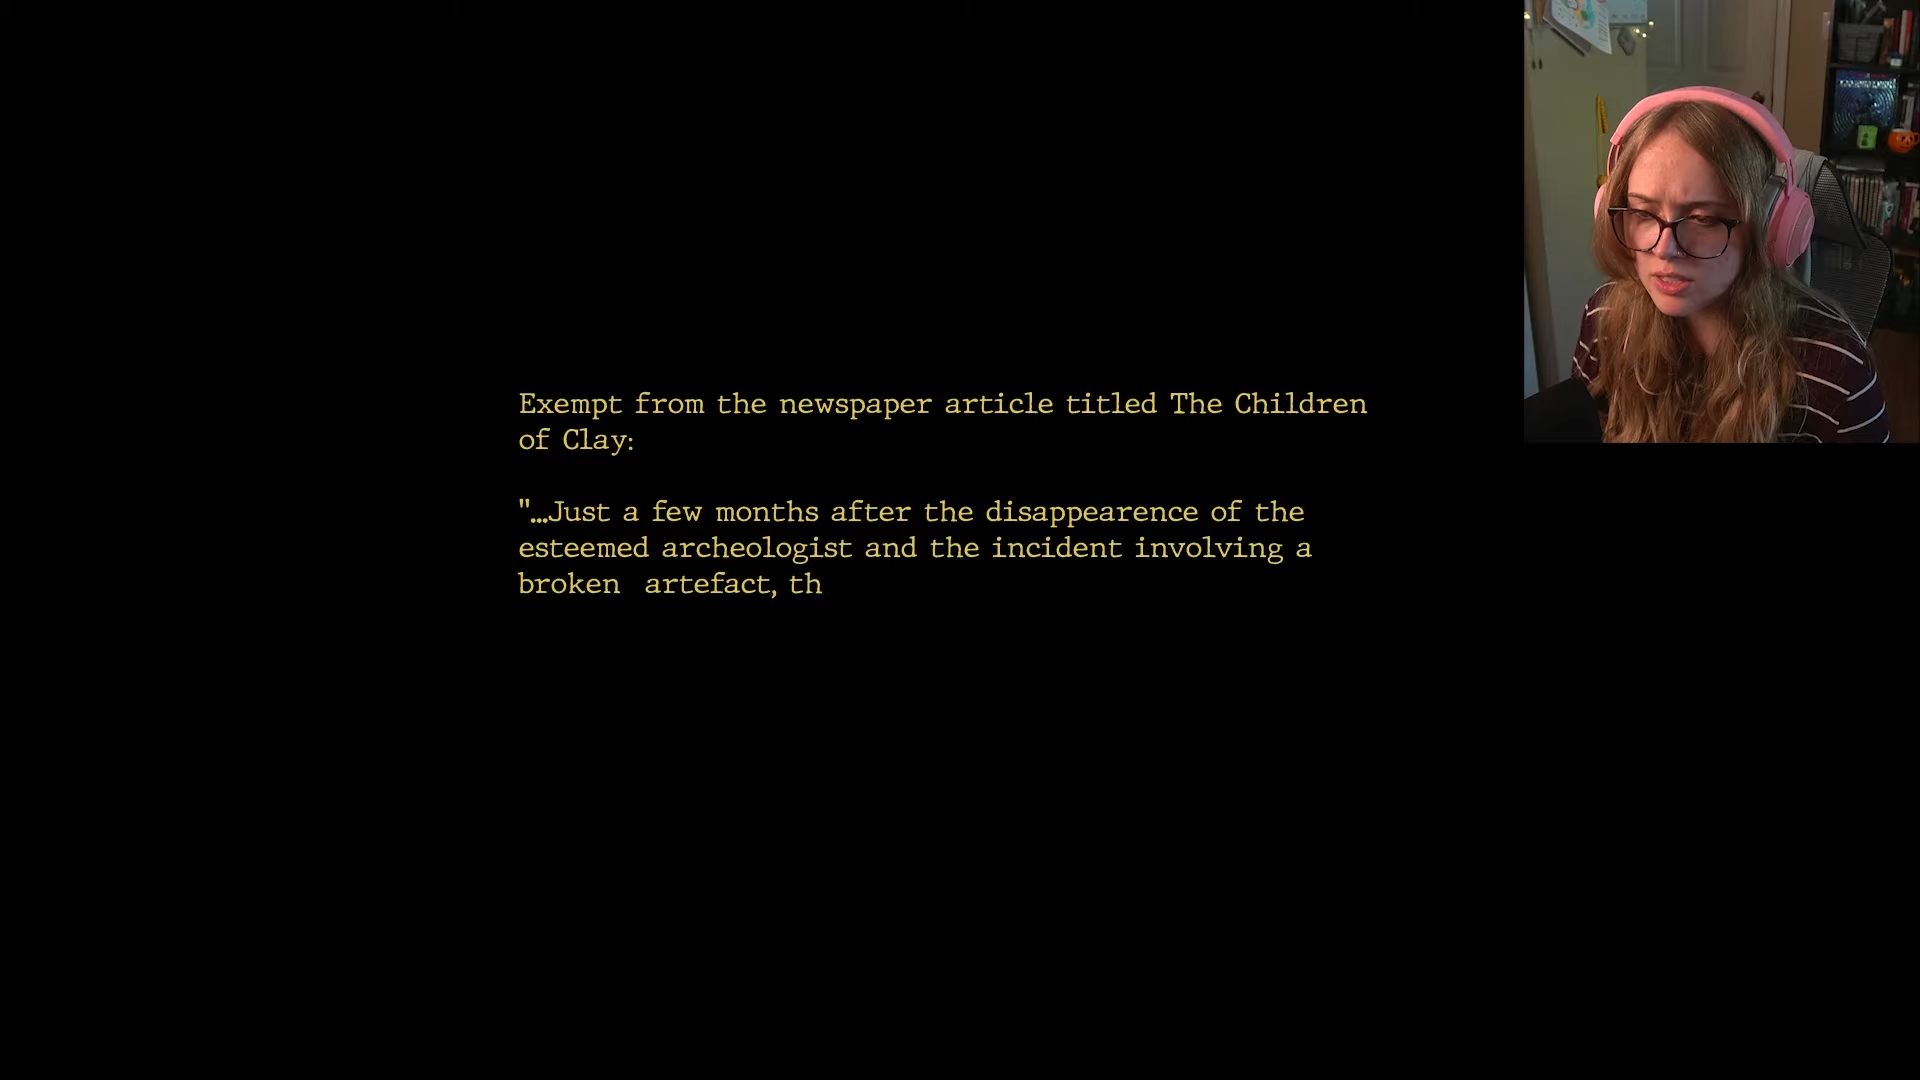 Exempt from the newspaper article titled The Children
of Clay:
"...Just a few months after the disappearence of the
esteemed archeologist and the incident involving a
broken  artefact, th